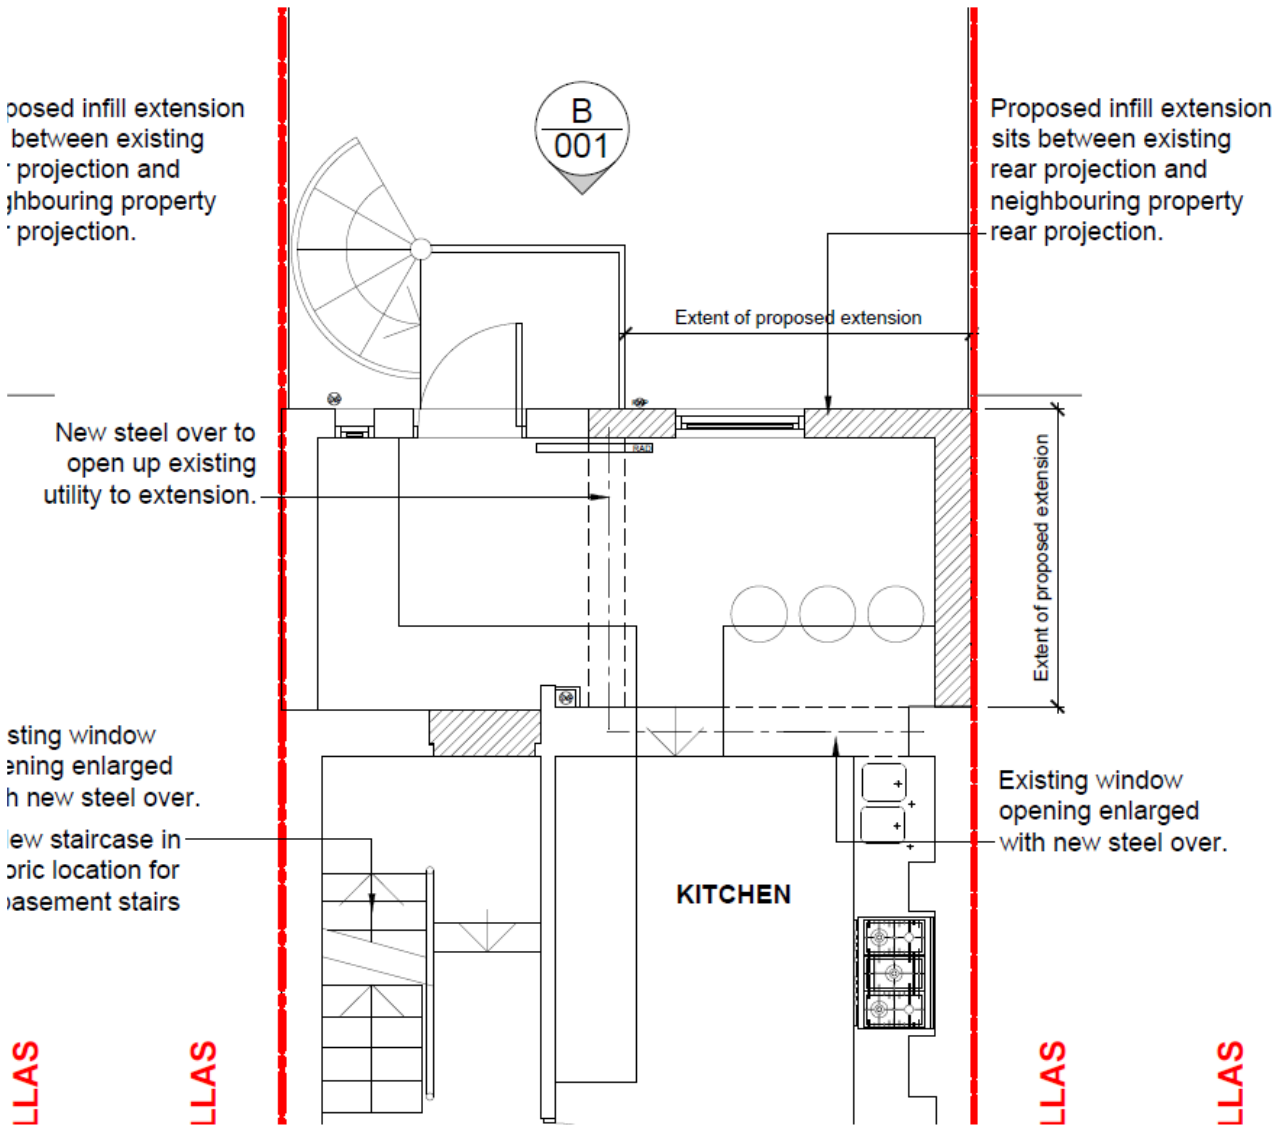 posed infill extension
between existing
projection and
ghbouring property
projection.
B
001
Proposed infill extension
sits between existing
rear projection and
neighbouring property
rear projection.
Extent of proposed extension
New steel over to
open up existing
utility to extension.
RAD
Extent of proposed extension
sting window
ening enlarged
h new steel over.
lew staircase in
oric location for
basement stairs
Existing window
opening enlarged
with new steel over.
KITCHEN
LLAS
LLAS
LLAS
LLAS